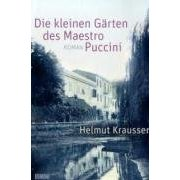 Die kleinen Gärten
des Maestro
ROMAN Puccini
Helmut Krausser